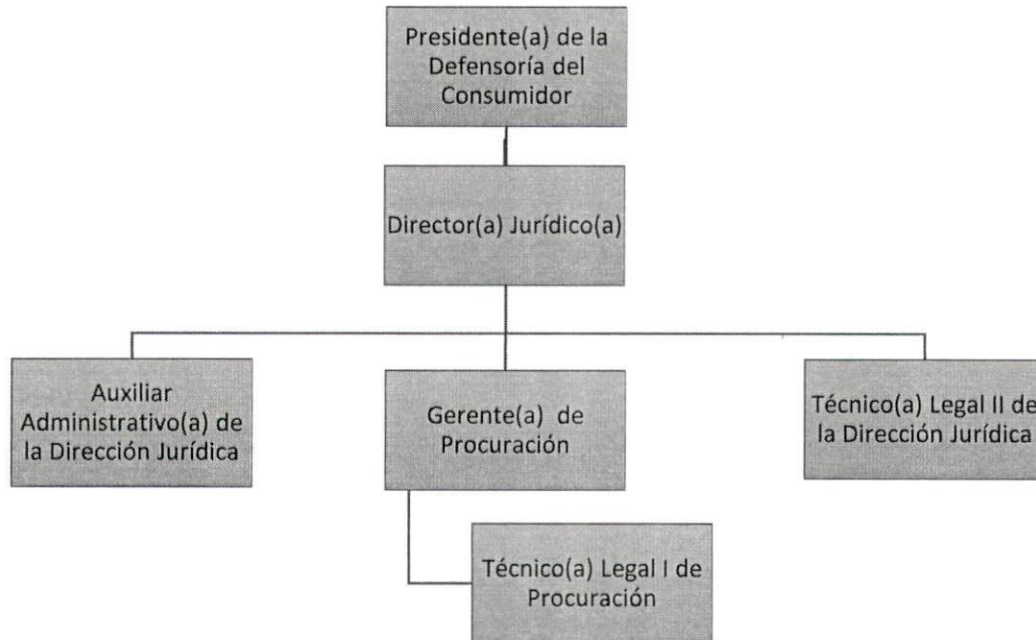 Presidente(a) de la
Defensoría del
Consumidor
Director(a) Jurídico(a)
Auxiliar
Administrativo(a) de
la Dirección Jurídica
Gerente(a) de
Procuración
Técnico(a) Legal II de
la Dirección Jurídica
Técnico(a) Legal I de
Procuración